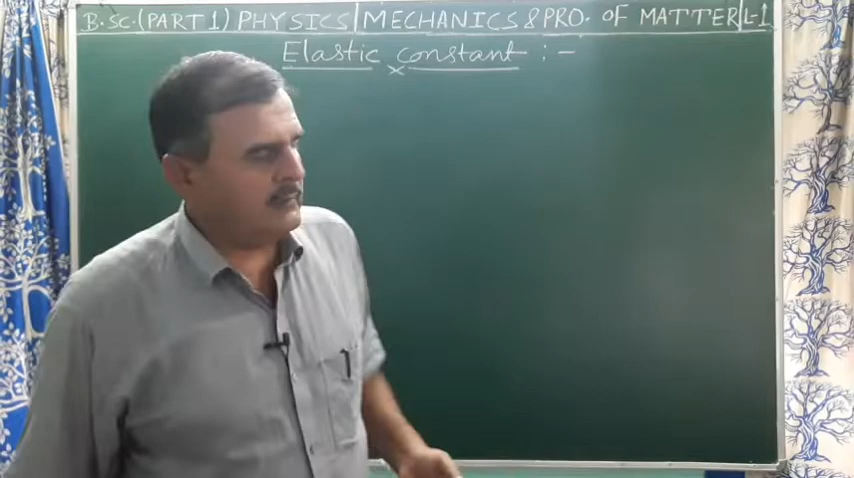 B.SC.(PART 1) PHYSICS | MECHANICS & PRO. OF MATTER | L-1
Elastic constant :-